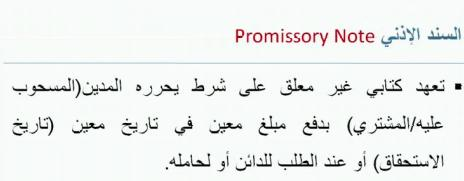 السند الإذني Promissory Note
▪ تعهد كتابي غير معلق على شرط يحرره المدين(المسحوب
عليه/المشتري) بدفع مبلغ معين في تاريخ معين (تاريخ
الاستحقاق) أو عند الطلب للدائن أو لحامله.